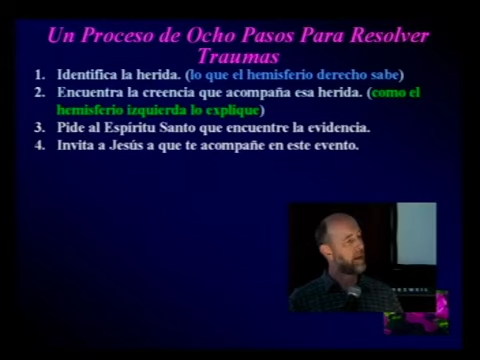 Un Proceso de Ocho Pasos Para Resolver
Traumas
1. Identifica la herida. (lo que el hemisferio derecho sabe)
2. Encuentra la creencia que acompaña esa herida. (como el
hemisferio izquierda lo explique)
3. Pide al Espíritu Santo que encuentre la evidencia.
4. Invita a Jesús a que te acompañe en este evento.
KURZWEIL